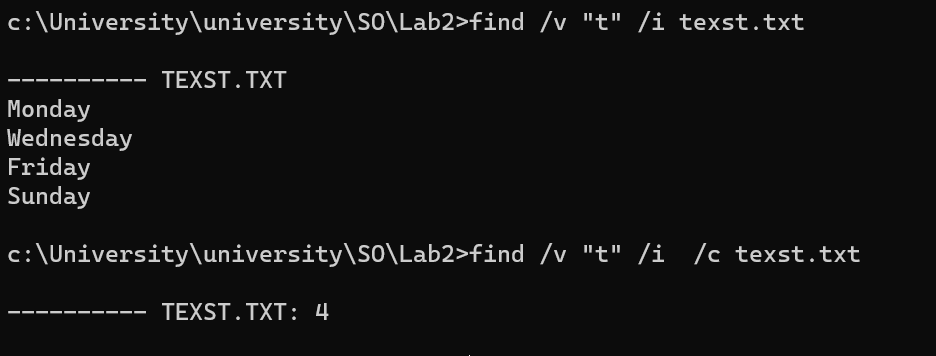 c:\University\university\SO\Lab2>find /v "t" /i texst.txt
---------- TEXST.TXT
Monday
Wednesday
Friday
Sunday
c:\University\university\SO\Lab2>find /v "t" /i  /c texst.txt
---------- TEXST.TXT: 4